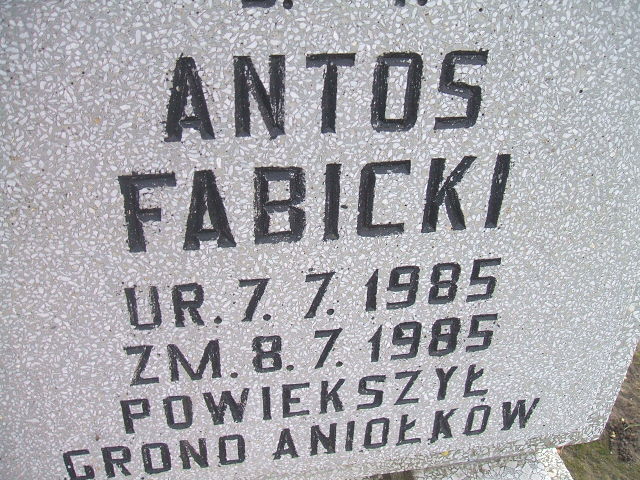 ANTOS
FABICKI
UR. 7. 7. 1985
ZM. 8. 7. 1985
POWIEKSZYŁ
GRONO ANIOŁKÓW